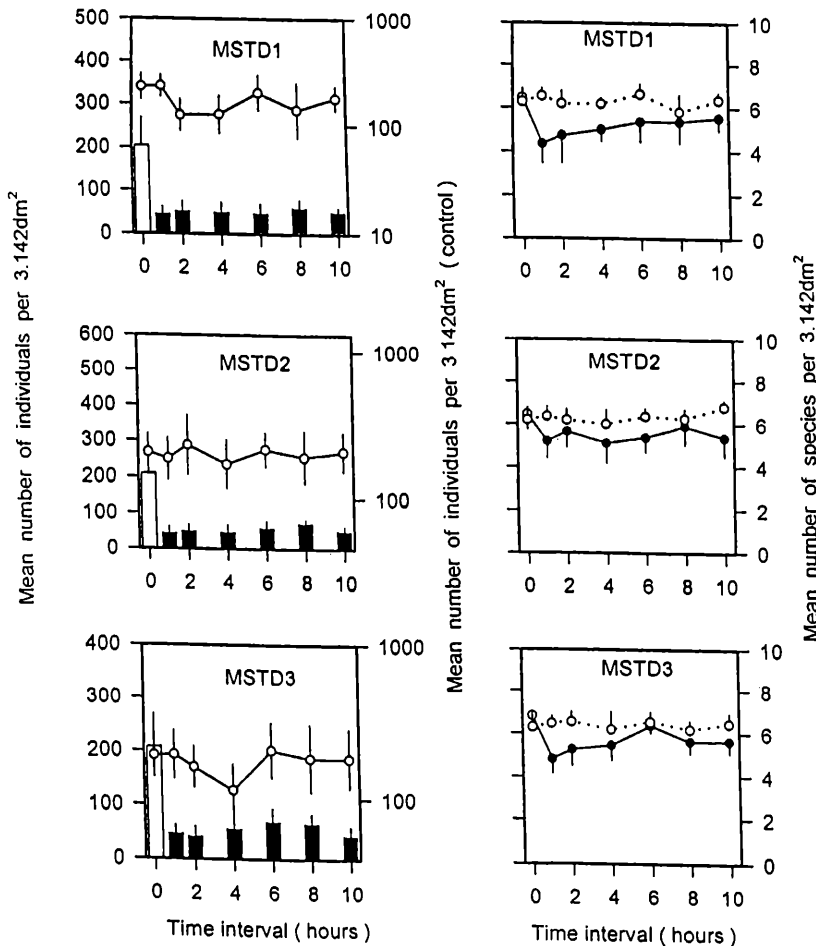 500
400
300
200
100
0
MSTD1
1000
100
10
0 2 4 6 8 10
MSTD1
10
8
6
4
2
0
0 2 4 6 8 10
600
500
400
300
200
100
0
MSTD2
1000
100
0 2 4 6 8 10
MSTD2
10
8
6
4
2
0
0 2 4 6 8 10
400
300
200
100
0
MSTD3
1000
100
0 2 4 6 8 10
MSTD3
10
8
6
4
2
0
0 2 4 6 8 10
Time interval ( hours )
Time interval ( hours )
Mean number of individuals per 3.142dm²
Mean number of individuals per 3 142dm² ( control )
Mean number of species per 3.142dm²